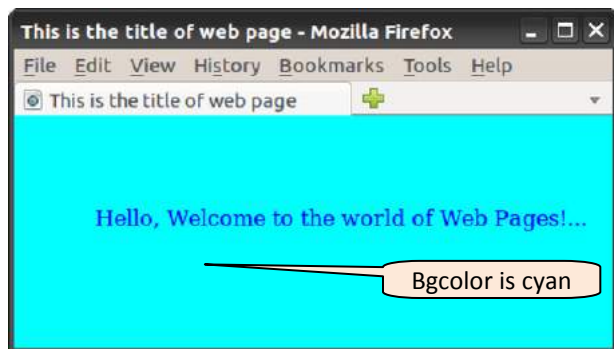 This is the title of web page - Mozilla Firefox
File Edit View History Bookmarks Tools Help
This is the title of web page
Hello, Welcome to the world of Web Pages!...
Bgcolor is cyan